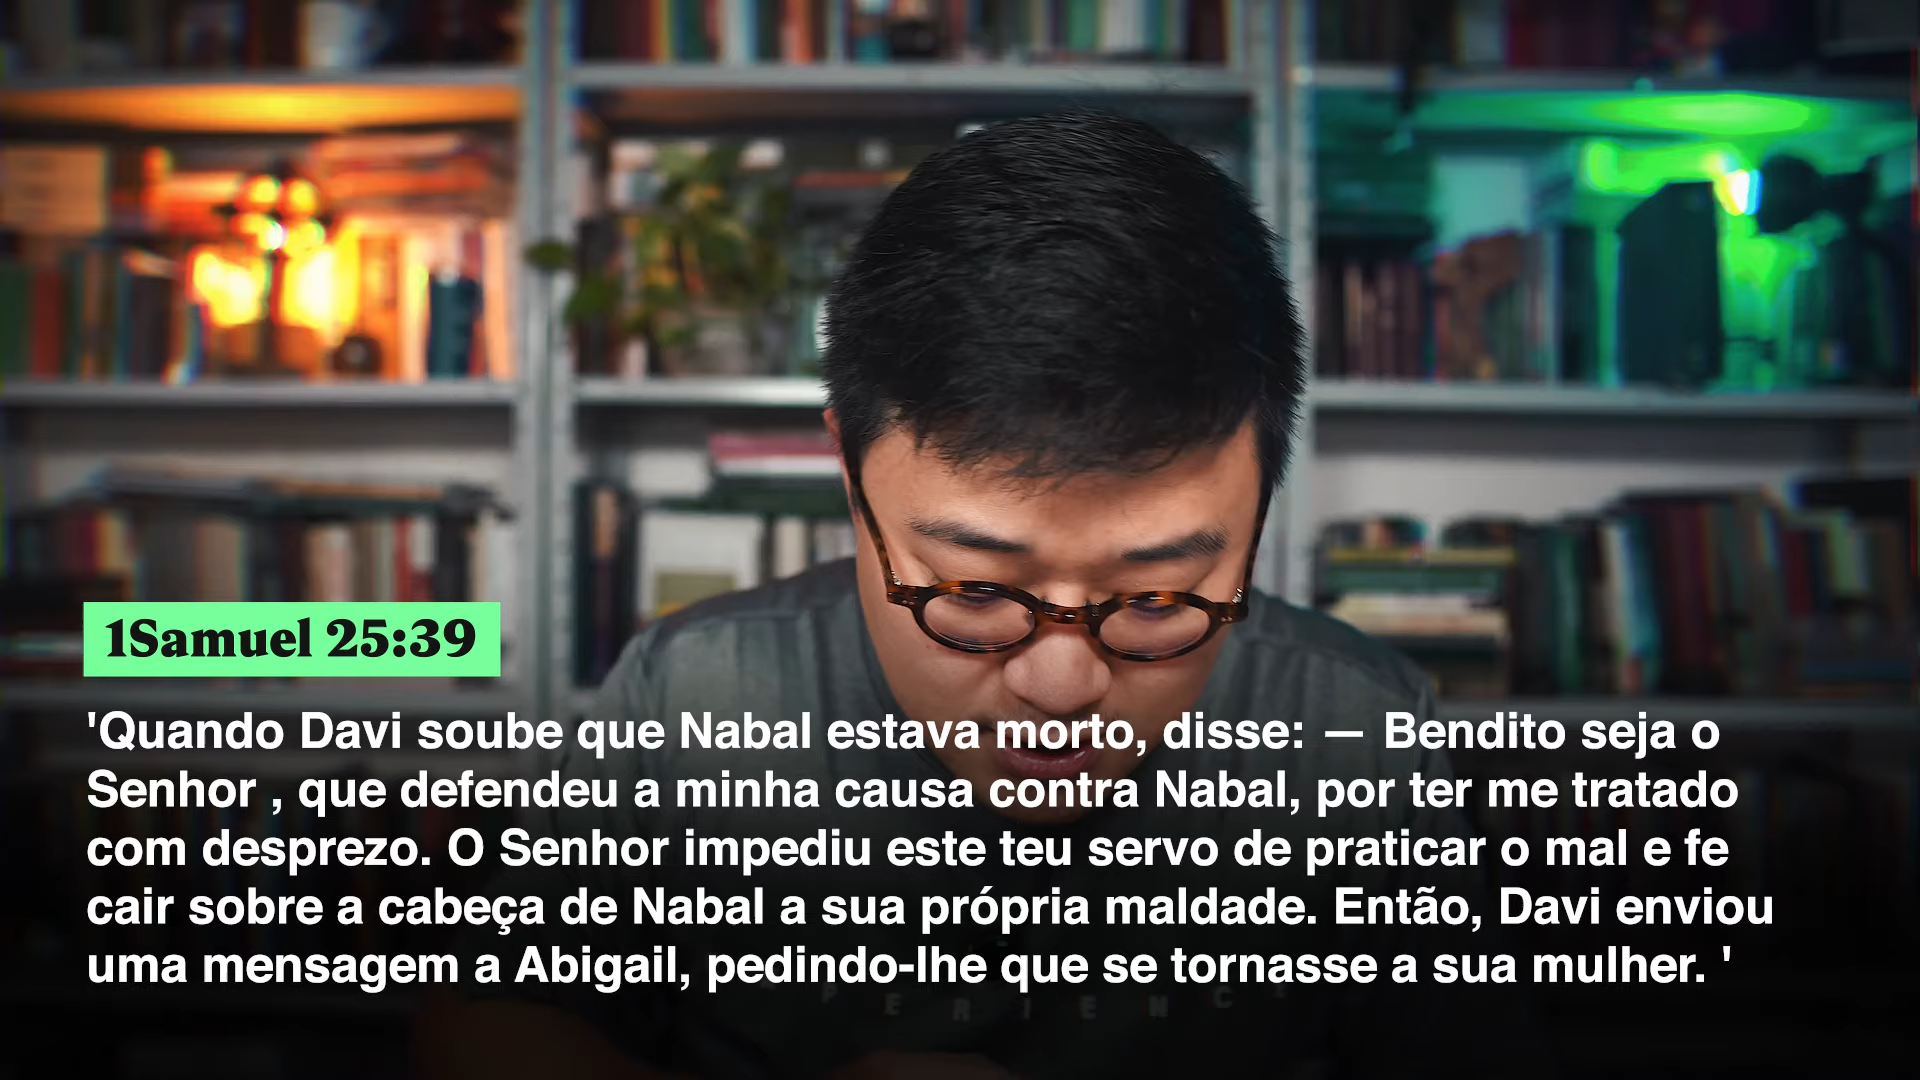 1Samuel 25:39
'Quando Davi soube que Nabal estava morto, disse: — Bendito seja o
Senhor , que defendeu a minha causa contra Nabal, por ter me tratado
com desprezo. O Senhor impediu este teu servo de praticar o mal e fe
cair sobre a cabeça de Nabal a sua própria maldade. Então, Davi enviou
uma mensagem a Abigail, pedindo-lhe que se tornasse a sua mulher. '